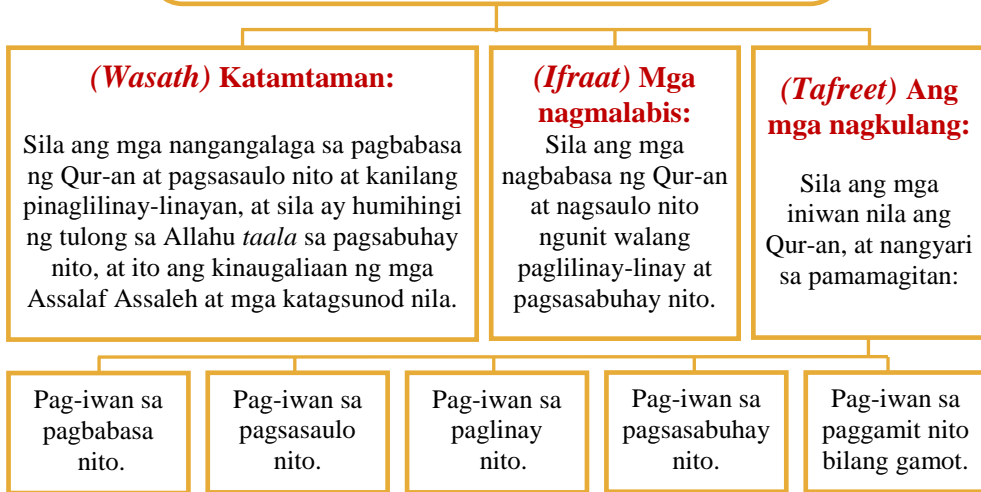 (Wasath) Katamtaman:
Sila ang mga nangangalaga sa pagbabasa
ng Qur-an at pagsasaulo nito at kanilang
pinaglilinay-linayan, at sila ay humihingi
ng tulong sa Allahu taala sa pagsabuhay
nito, at ito ang kinaugaliaan ng mga
Assalaf Assaleh at mga katagsunod nila.
(Ifraat) Mga
nagmalabis:
Sila ang mga
nagbabasa ng Qur-an
at nagsaulo nito
ngunit walang
paglilinay-linay at
pagsasabuhay nito.
(Tafreet) Ang
mga nagkulang:
Sila ang mga
iniwan nila ang
Qur-an, at nangyari
sa pamamagitan:
Pag-iwan sa
pagbabasa
nito.
Pag-iwan sa
pagsasaulo
nito.
Pag-iwan sa
paglinay
nito.
Pag-iwan sa
pagsasabuhay
nito.
Pag-iwan sa
paggamit nito
bilang gamot.